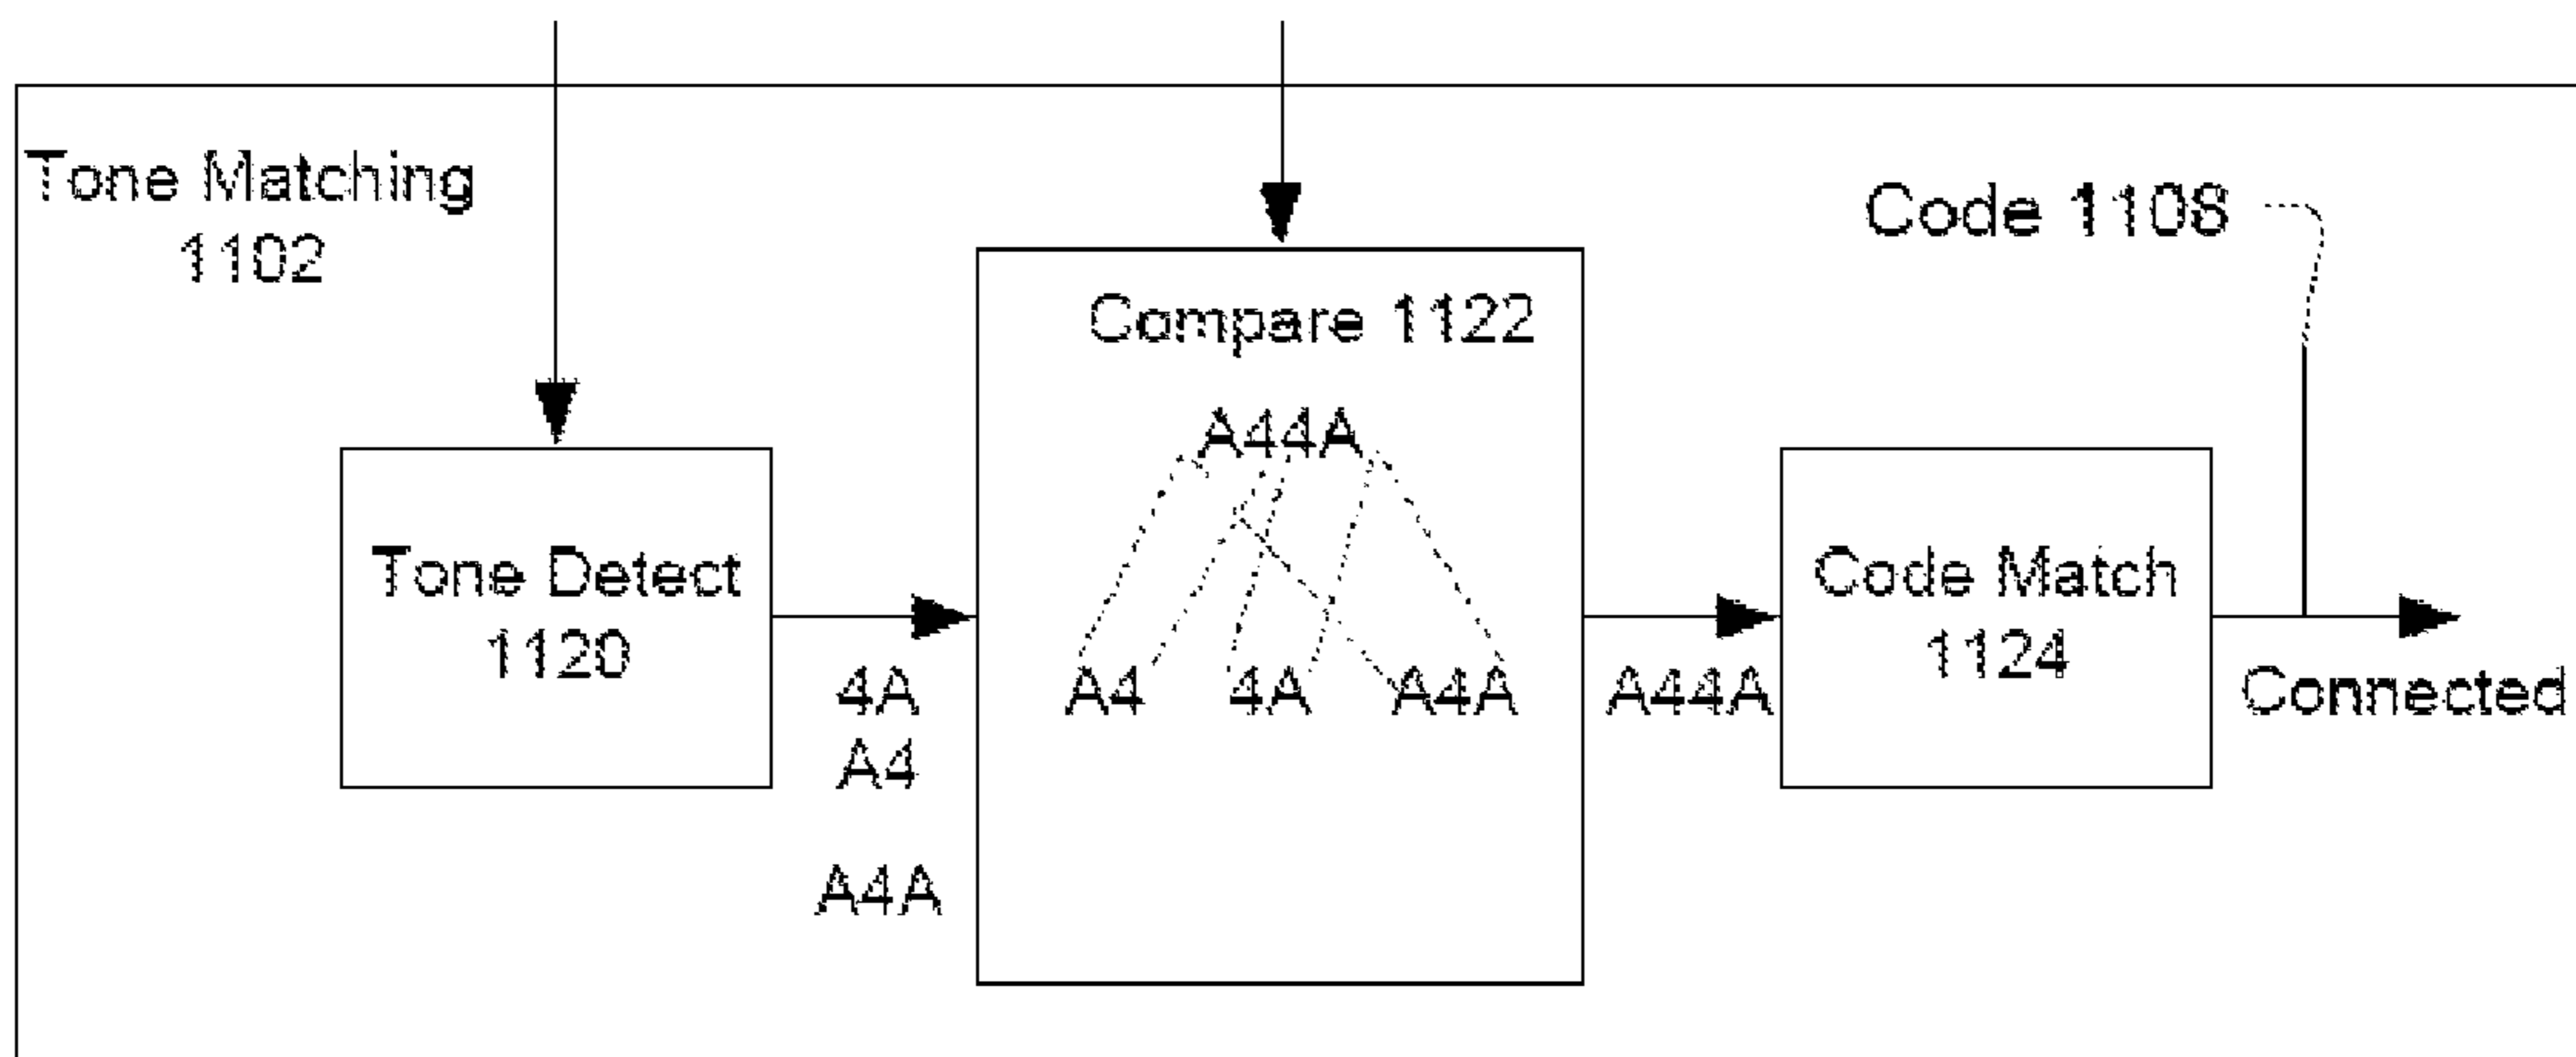 Tone Matching
1102
Code 1108
Compare 1122
A44A
Tone Detect
1120
Code Match
1124
4A
A4
A4A
A4 4A A4A
A44A
Connected